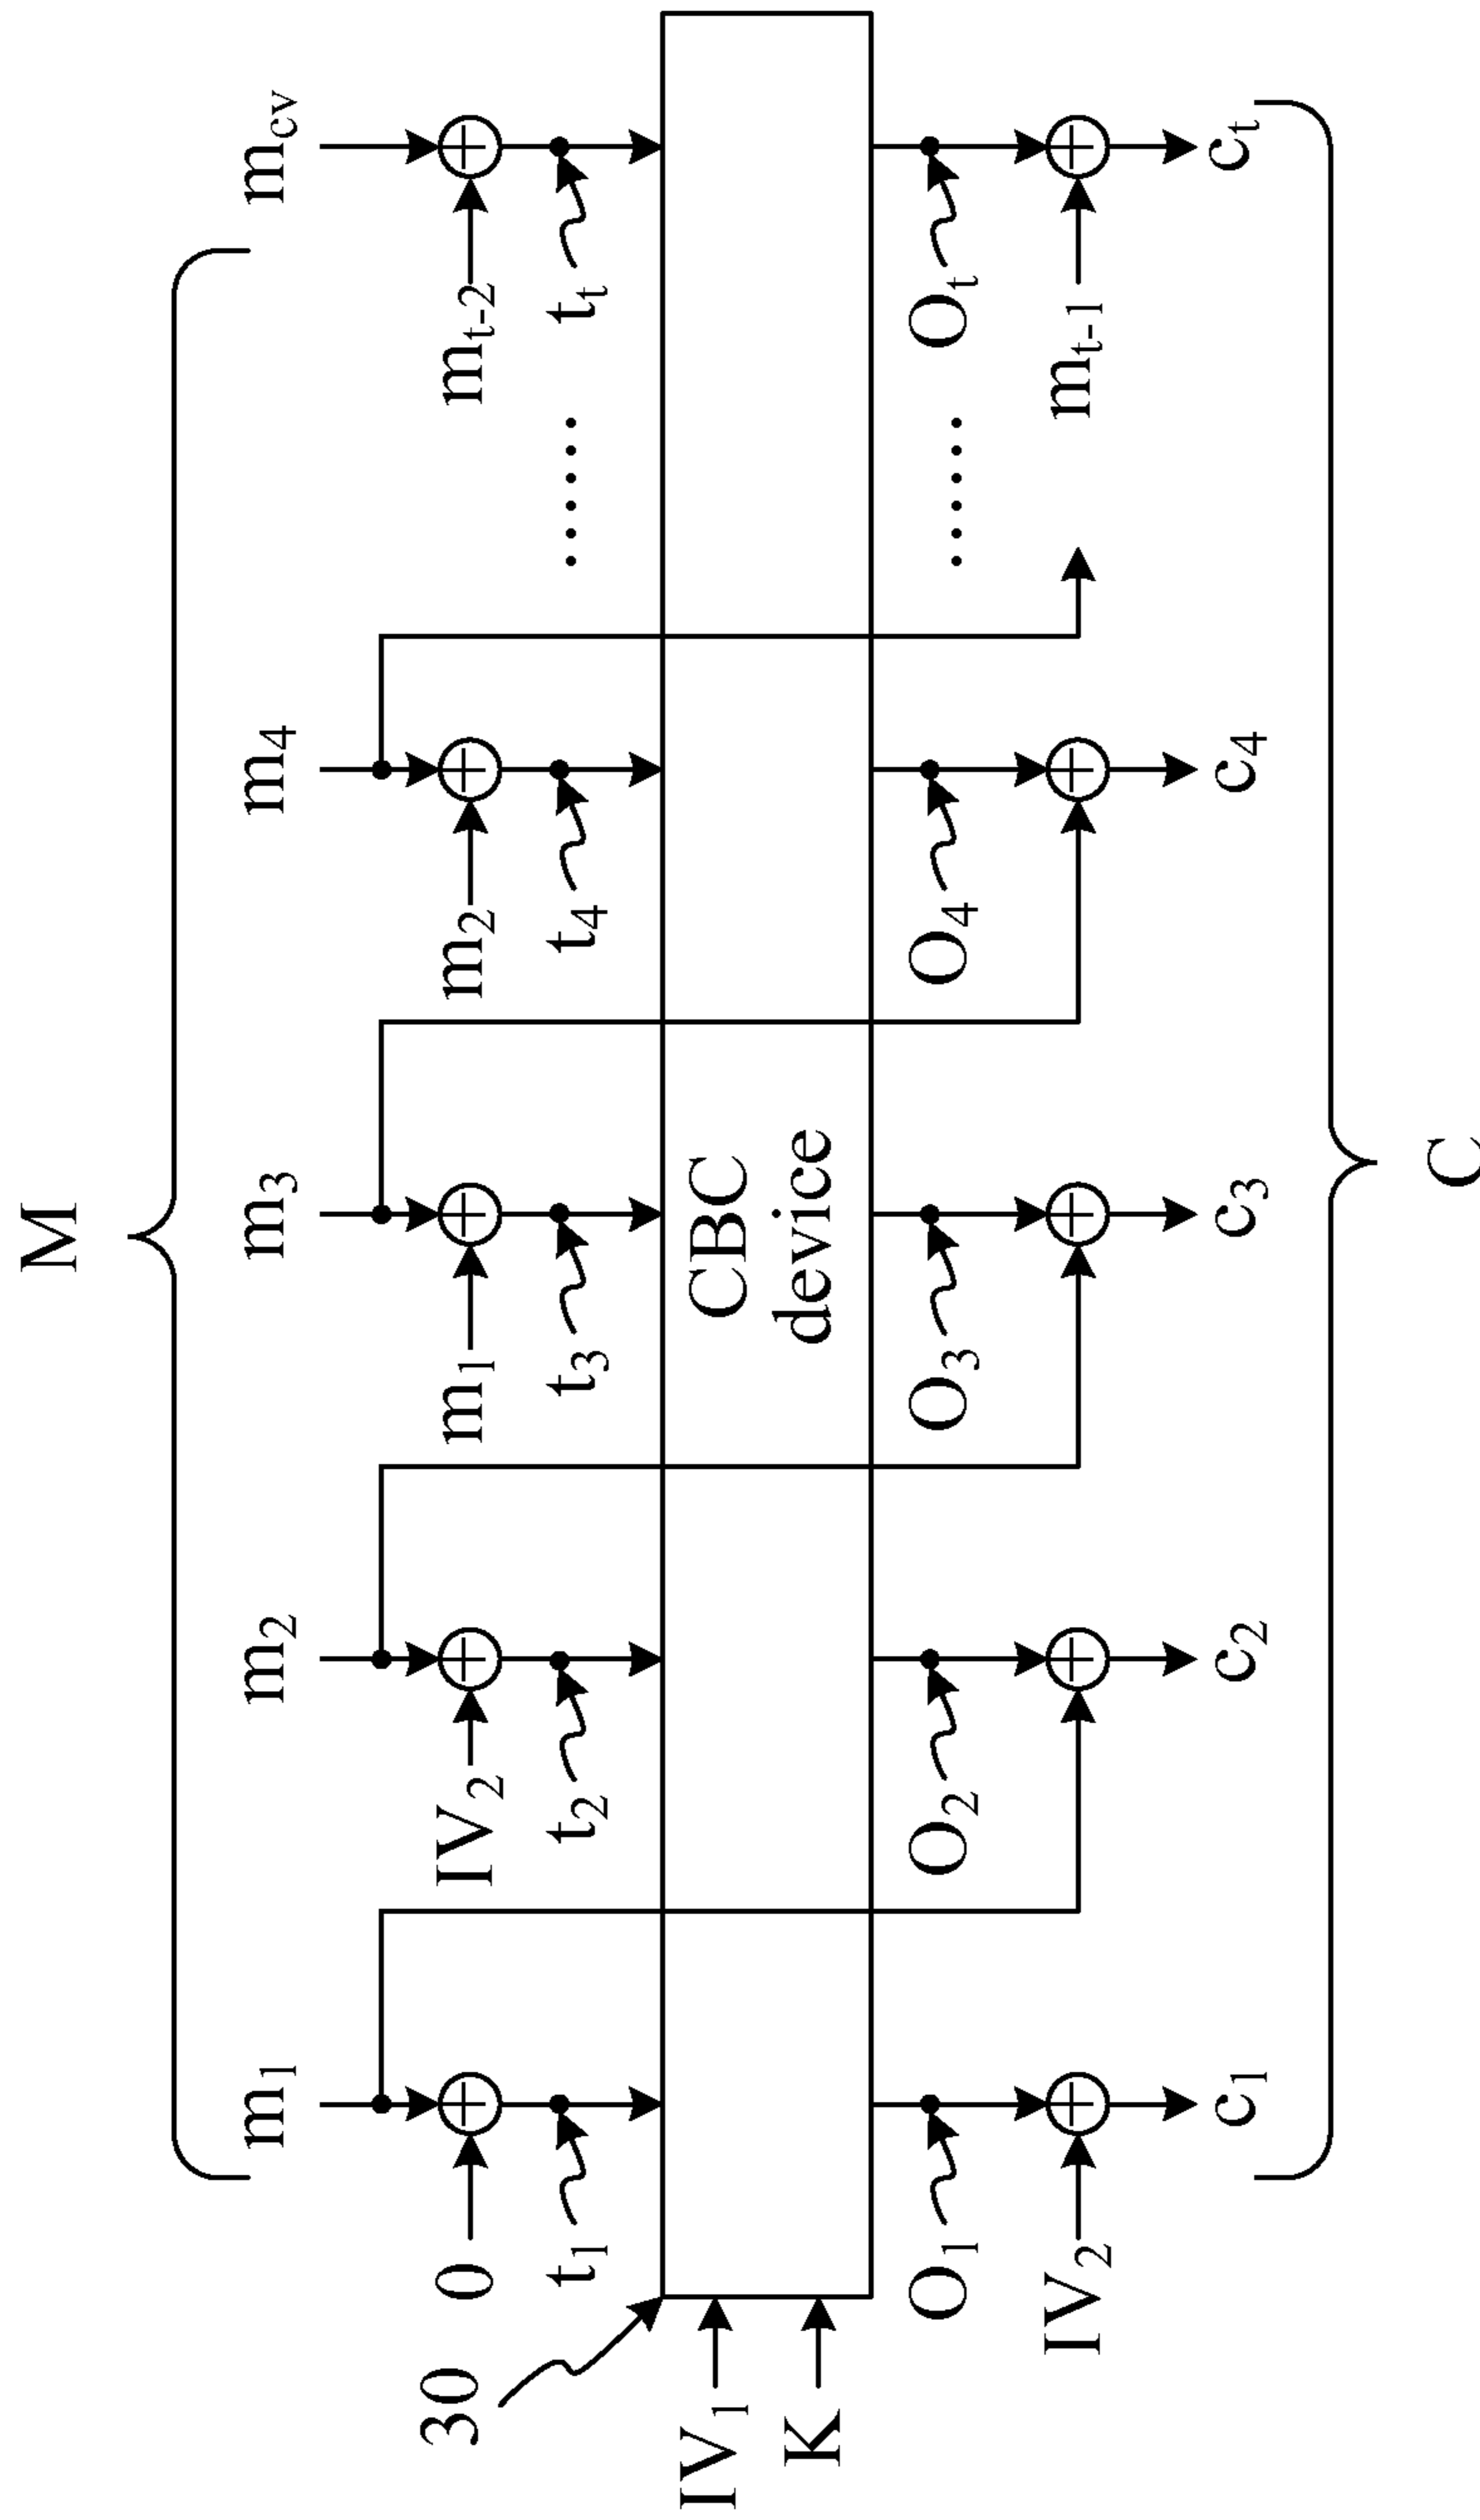 M
m1 m2 m3 m4 mcv
0 IV2 m1 m2 mt-2
t1 t2 t3 t4 ...... tt
30
IV1 CBC
K device
O1 O2 O3 O4 ...... Ot
IV2 mt-1
c1 c2 c3 c4 ct
C